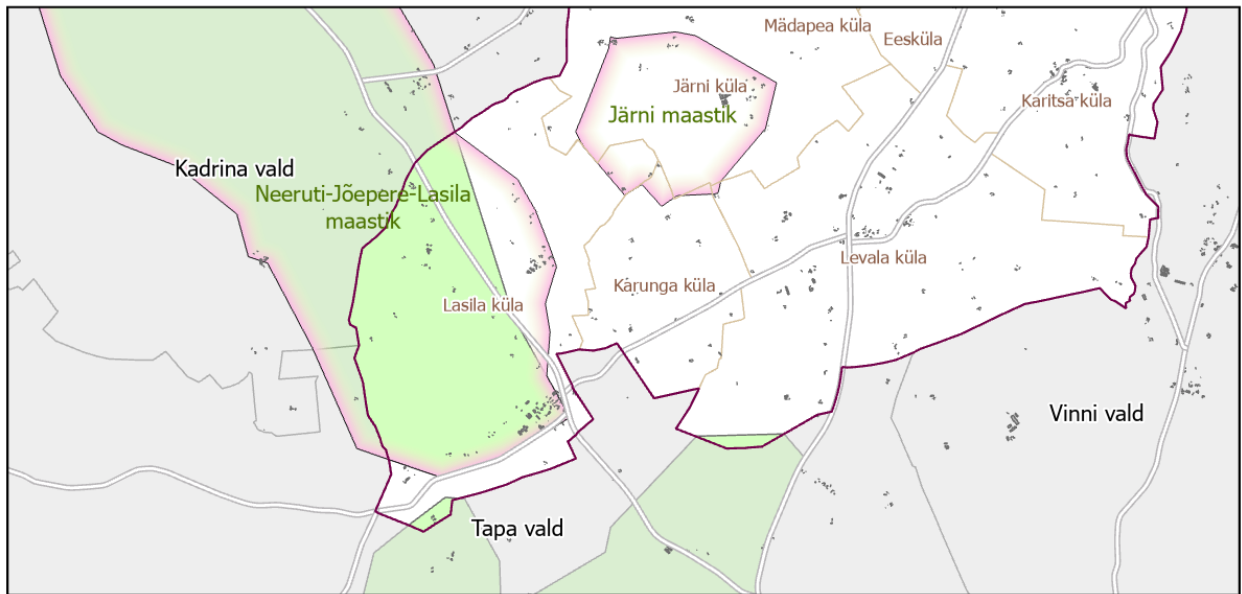 Mädapea küla
Eesküla
Järni küla
Karitsa küla
Järni maastik
Kadrina vald
Neeruti-Jõepere-Lasila
maastik
Levala küla
Karunga küla
Lasila küla
Vinni vald
Tapa vald